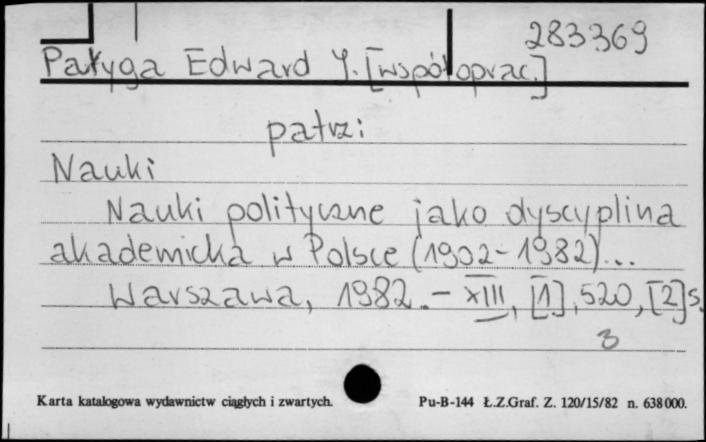 283369
Pałyga Edward J. [współoprac.]
patrz:
Nauki
Nauki polityczne jako dyscyplina
akademicka w Polsce (1902-1982)...
Warszawa, 1982. - XIII, [1], 520, [2] s.
3
Karta katalogowa wydawnictw ciągłych i zwartych.
Pu-B-144 Ł.Z.Graf. Z. 120/15/82 n. 638000.